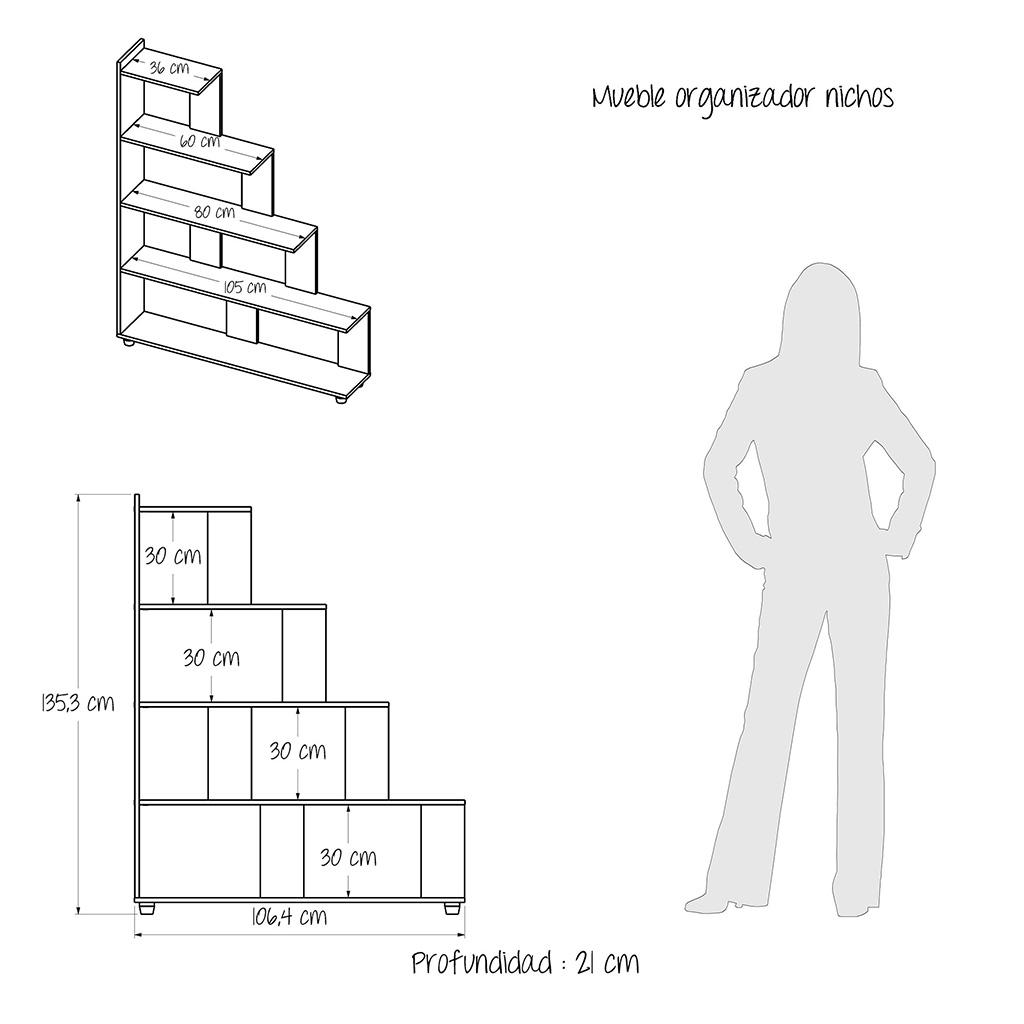 36 cm
Mueble organizador nichos
60 cm
80 cm
105 cm
30 cm
30 cm
135,3 cm
30 cm
30 cm
106,4 cm
Profundidad : 21 cm